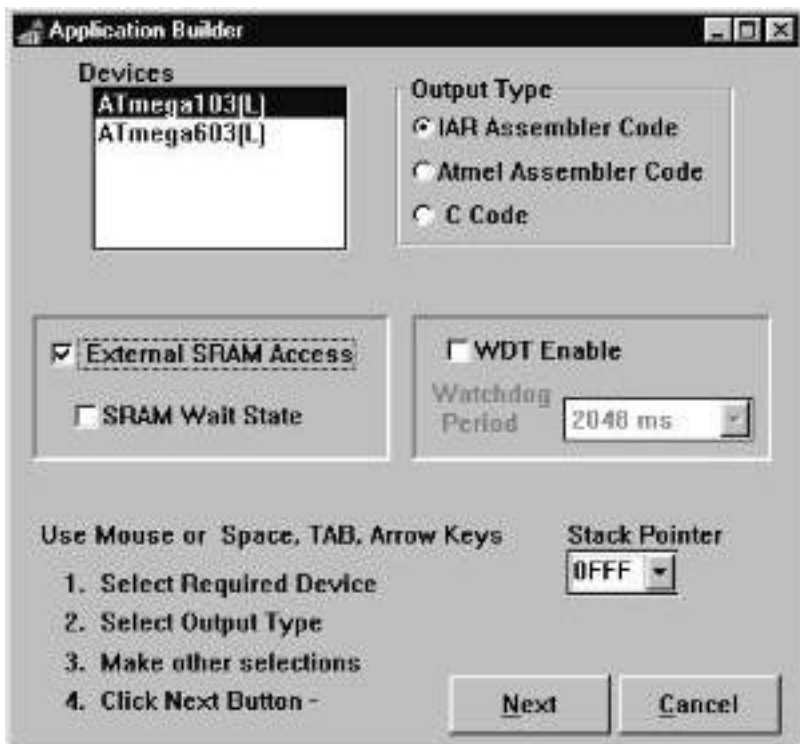 Application Builder
Devices
ATmega103(L)
ATmega603(L)
Output Type
IAR Assembler Code
Atmel Assembler Code
C Code
External SRAM Access
SRAM Wait State
WDT Enable
Watchdog
Period
2048 ms
Use Mouse or Space, TAB, Arrow Keys
1. Select Required Device
2. Select Output Type
3. Make other selections
4. Click Next Button -
Stack Pointer
0FFF
Next
Cancel